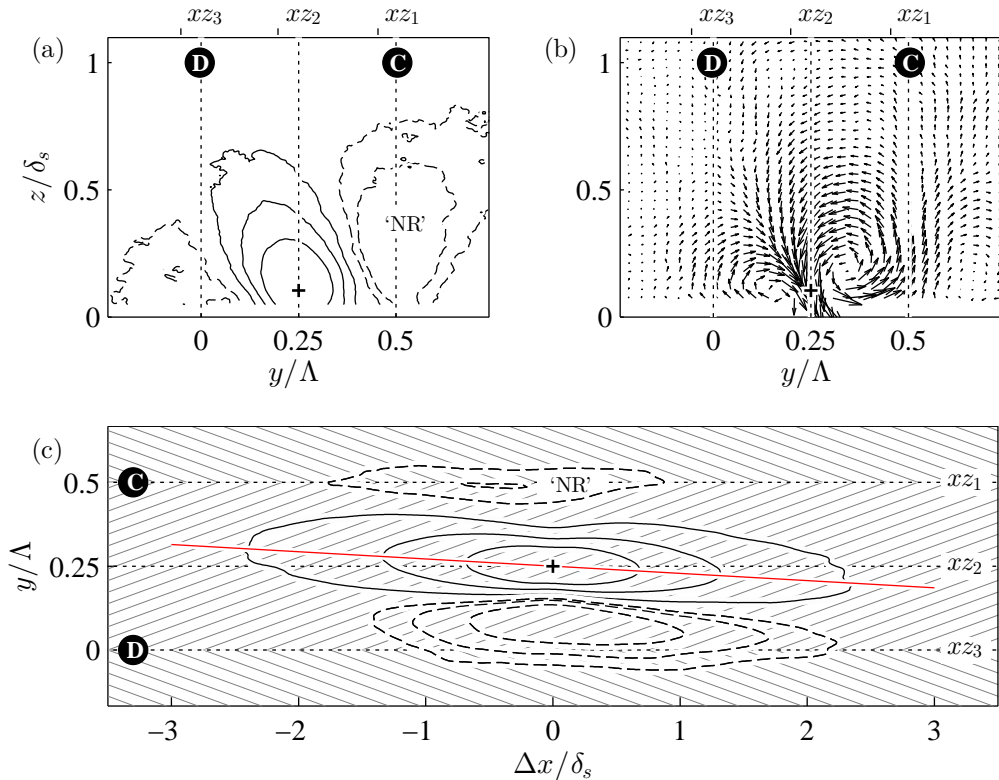 xz₃ xz₂ xz₁
(a)
D C
1
z/δₛ
0.5
'NR'
0
0 0.25 0.5
y/Λ
xz₃ xz₂ xz₁
(b)
D C
1
0.5
0
0 0.25 0.5
y/Λ
(c)
C 'NR' xz₁
0.5
y/Λ
0.25 xz₂
0 D xz₃
−3 −2 −1 0 1 2 3
Δx/δₛ